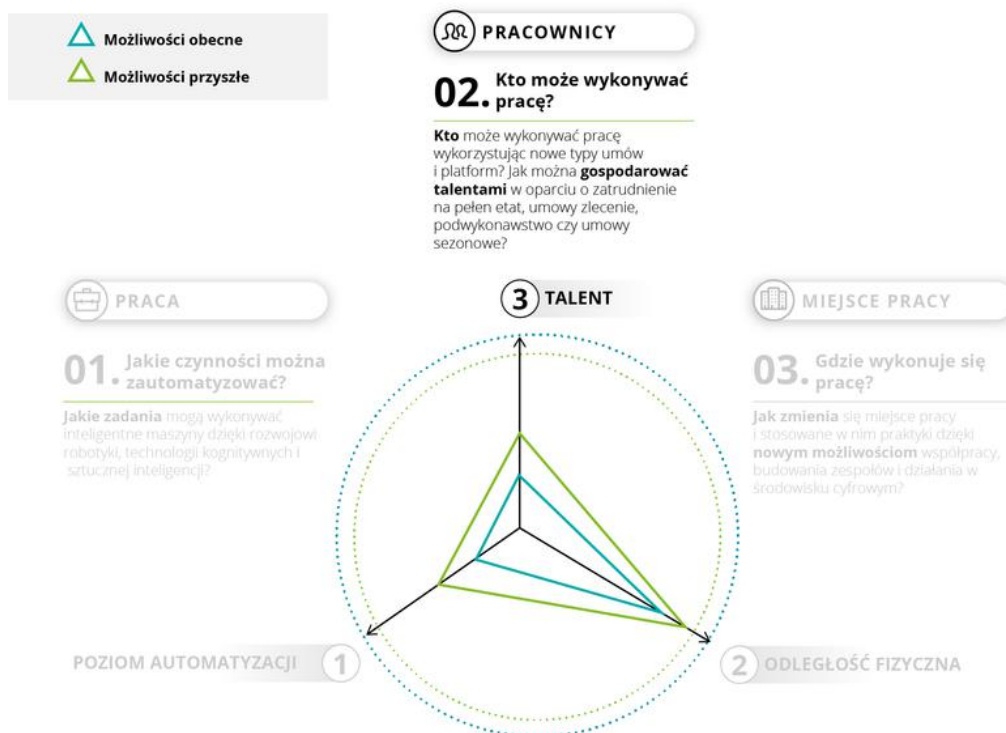 Możliwości obecne
Możliwości przyszłe
PRACOWNICY
02. Kto może wykonywać
pracę?
Kto może wykonywać pracę
wykorzystując nowe typy umów
i platform? Jak można gospodarować
talentami w oparciu o zatrudnienie
na pełen etat, umowy zlecenie,
podwykonawstwo czy umowy
sezonowe?
PRACA
01. Jakie czynności można
zautomatyzować?
Jakie zadania mogą wykonywać
inteligentne maszyny dzięki rozwojowi
robotyki, technologii kognitywnych i
sztucznej inteligencji?
3 TALENT
MIEJSCE PRACY
03. Gdzie wykonuje się
pracę?
Jak zmienia się miejsce pracy
i stosowane w nim praktyki dzięki
nowym możliwościom współpracy,
budowania zespołów i działania w
środowisku cyfrowym?
POZIOM AUTOMATYZACJI 1
2 ODLEGŁOŚĆ FIZYCZNA